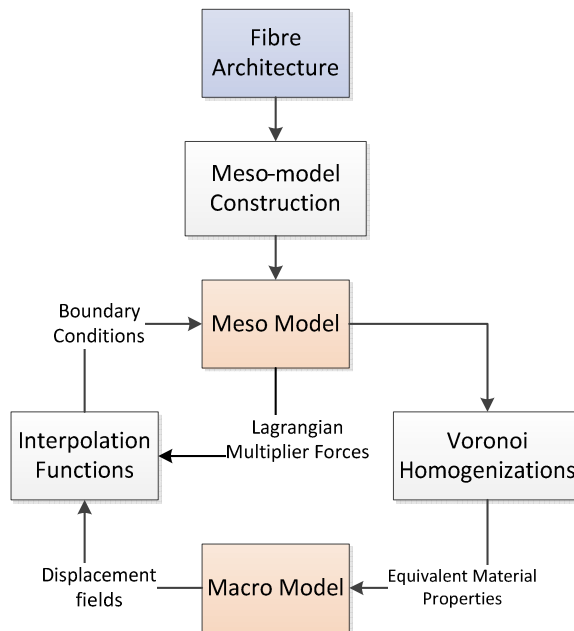 Fibre
Architecture
Meso-model
Construction
Boundary
Conditions
Meso Model
Lagrangian
Multiplier Forces
Interpolation
Functions
Voronoi
Homogenizations
Displacement
fields
Macro Model
Equivalent Material
Properties